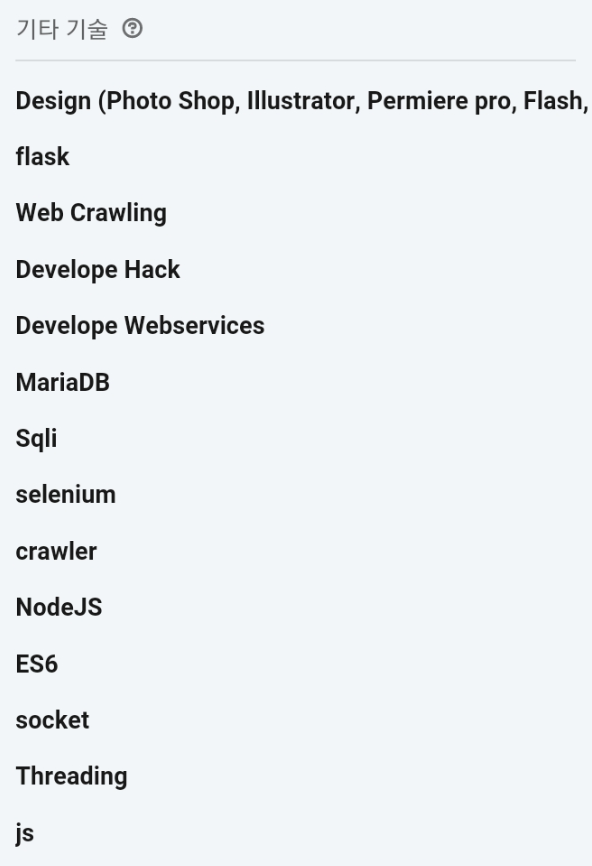 기타 기술
Design (Photo Shop, Illustrator, Permiere pro, Flash,
flask
Web Crawling
Develope Hack
Develope Webservices
MariaDB
Sqli
selenium
crawler
NodeJS
ES6
socket
Threading
js